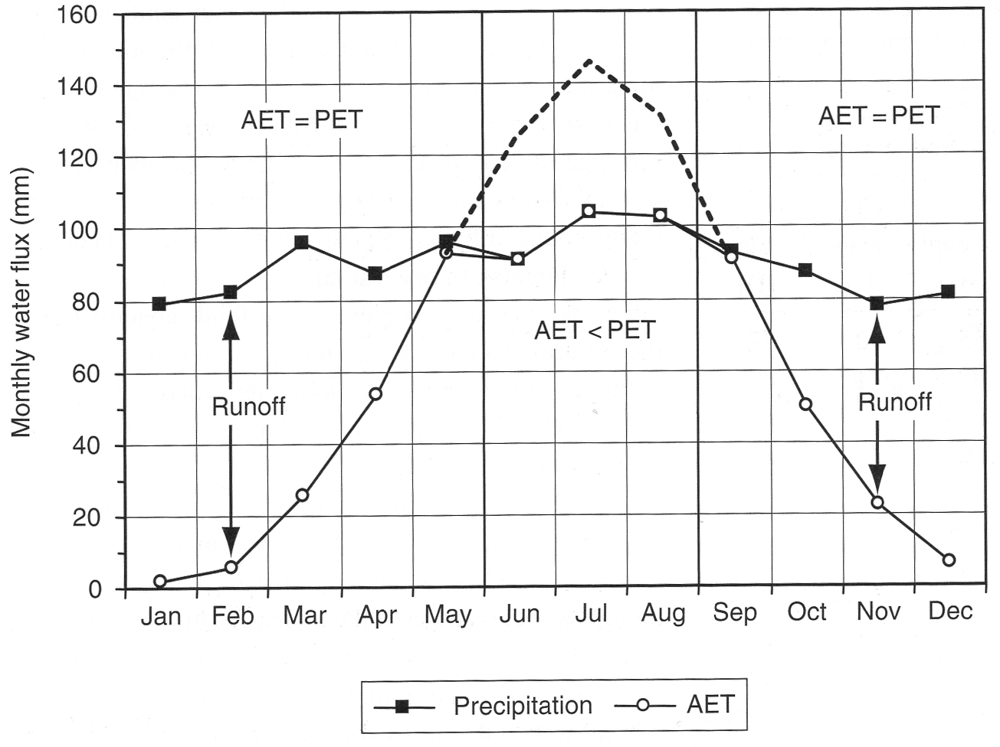 Monthly water flux (mm)
160
140
120
100
80
60
40
20
0
AET = PET
AET = PET
AET < PET
Runoff
Runoff
Jan Feb Mar Apr May Jun Jul Aug Sep Oct Nov Dec
Precipitation AET